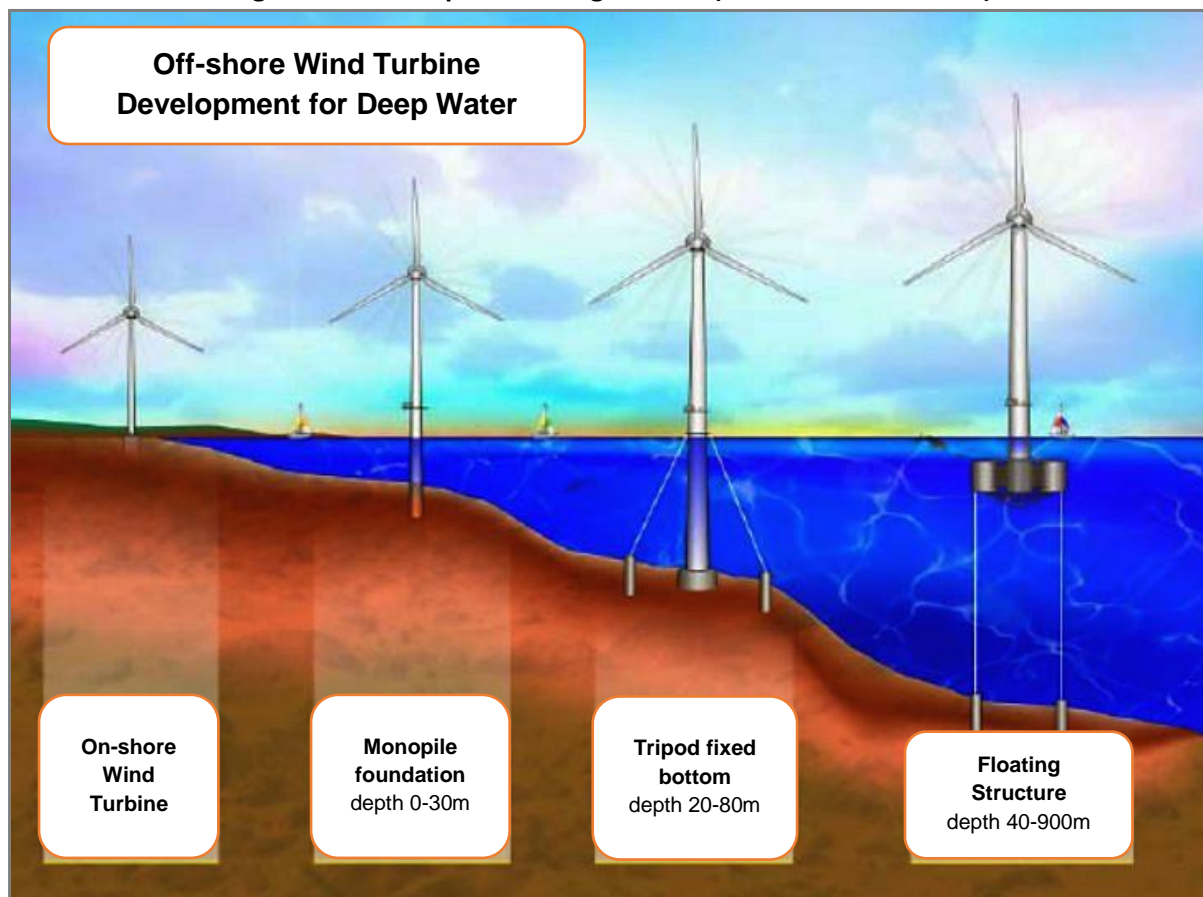 Off-shore Wind Turbine
Development for Deep Water
On-shore
Wind
Turbine
Monopile
foundation
depth 0-30m
Tripod fixed
bottom
depth 20-80m
Floating
Structure
depth 40-900m